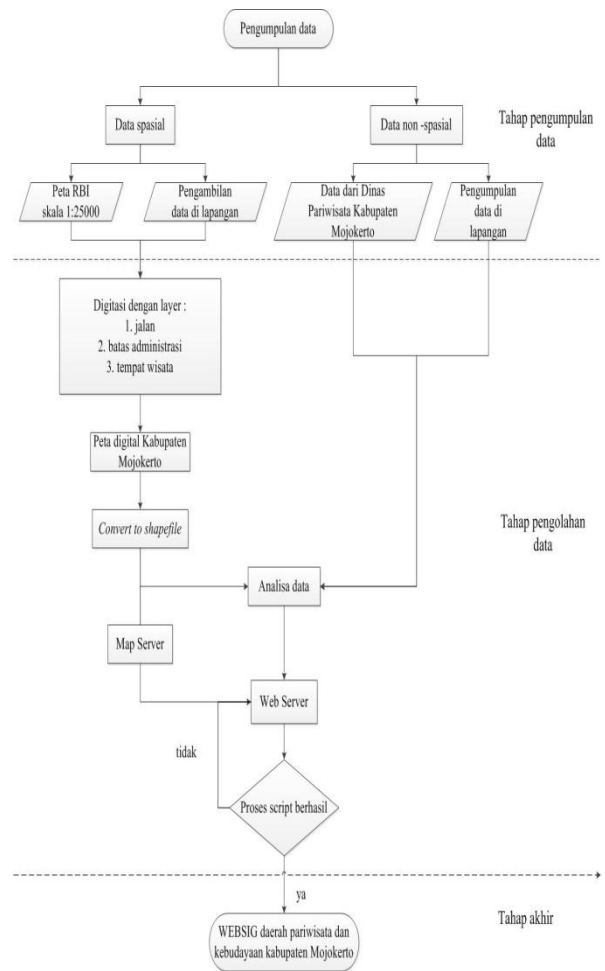 Pengumpulan data
Data spasial
Data non -spasial
Tahap pengumpulan
data
Peta RBI
skala 1:25000
Pengambilan
data di lapangan
Data dari Dinas
Pariwisata Kabupaten
Mojokerto
Pengumpulan
data di
lapangan
Digitasi dengan layer :
1. jalan
2. batas administrasi
3. tempat wisata
Peta digital Kabupaten
Mojokerto
Convert to shapefile
Tahap pengolahan
data
Analisa data
Map Server
Web Server
tidak
Proses script berhasil
ya
Tahap akhir
WEBSIG daerah pariwisata dan
kebudayaan kabupaten Mojokerto